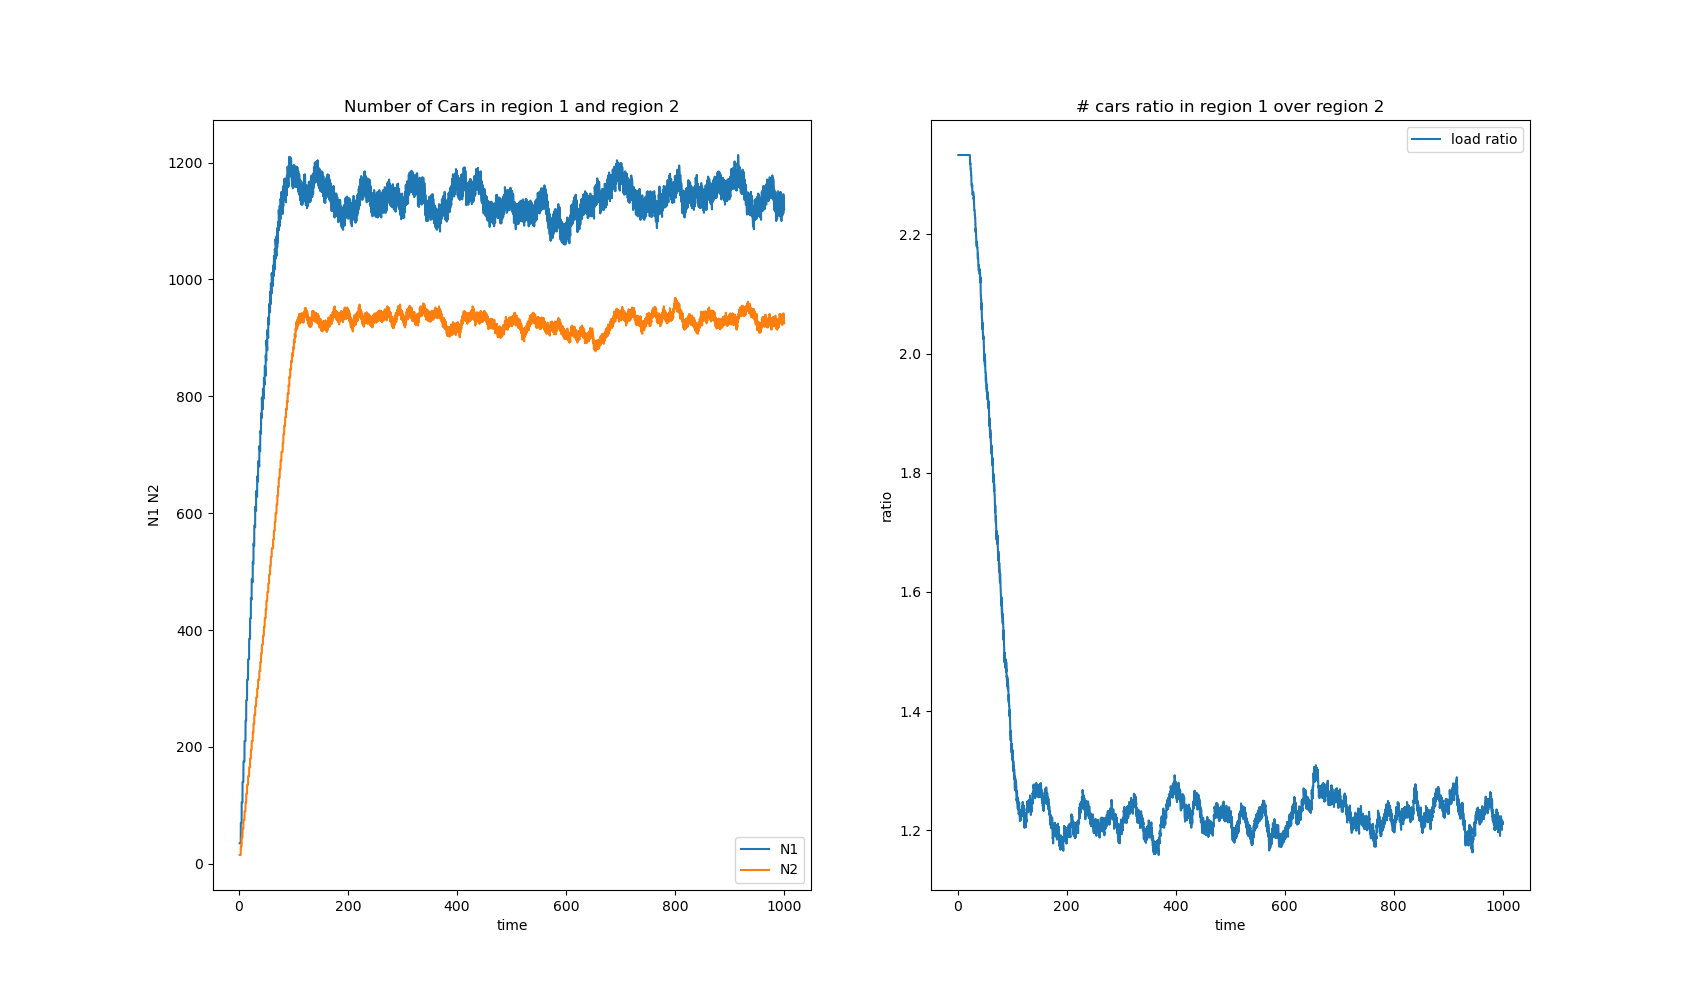 Number of Cars in region 1 and region 2
1200
1000
800
600
400
200
0
N1 N2
N1
N2
0 200 400 600 800 1000
time
# cars ratio in region 1 over region 2
load ratio
2.2
2.0
1.8
1.6
1.4
1.2
ratio
0 200 400 600 800 1000
time